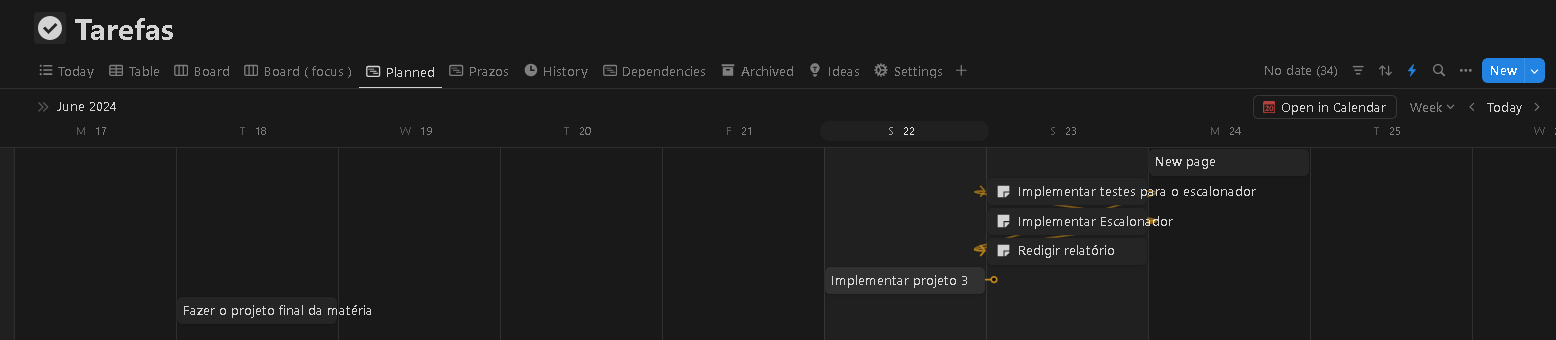 Tarefas
Today Table Board Board ( focus ) Planned Prazos History Dependencies Archived Ideas Settings No date (34) New
June 2024 20 Open in Calendar Week Today
M 17 T 18 W 19 T 20 F 21 S 22 S 23 M 24 T 25 W
New page
Implementar testes para o escalonador
Implementar Escalonador
Redigir relatório
Implementar projeto 3
Fazer o projeto final da matéria